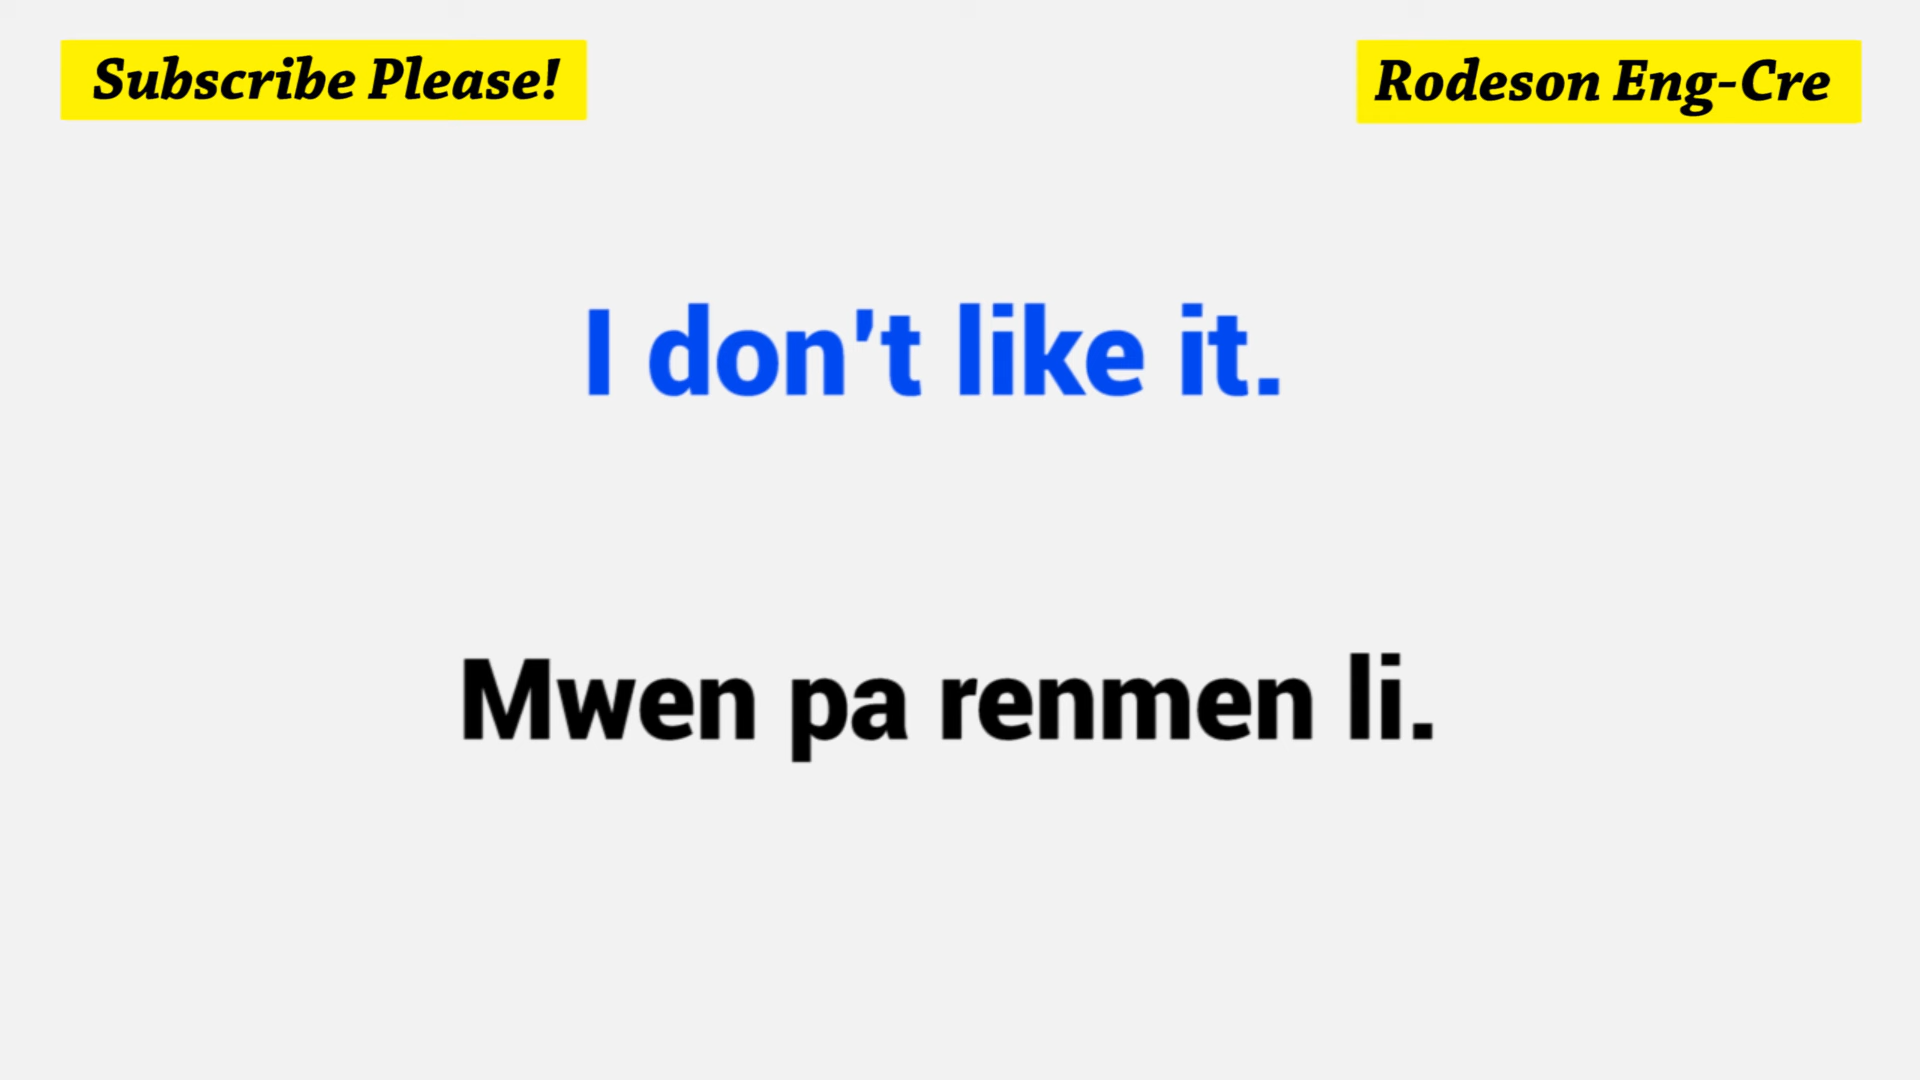 Subscribe Please!
Rodeson Eng-Cre
I don't like it.
Mwen pa renmen li.